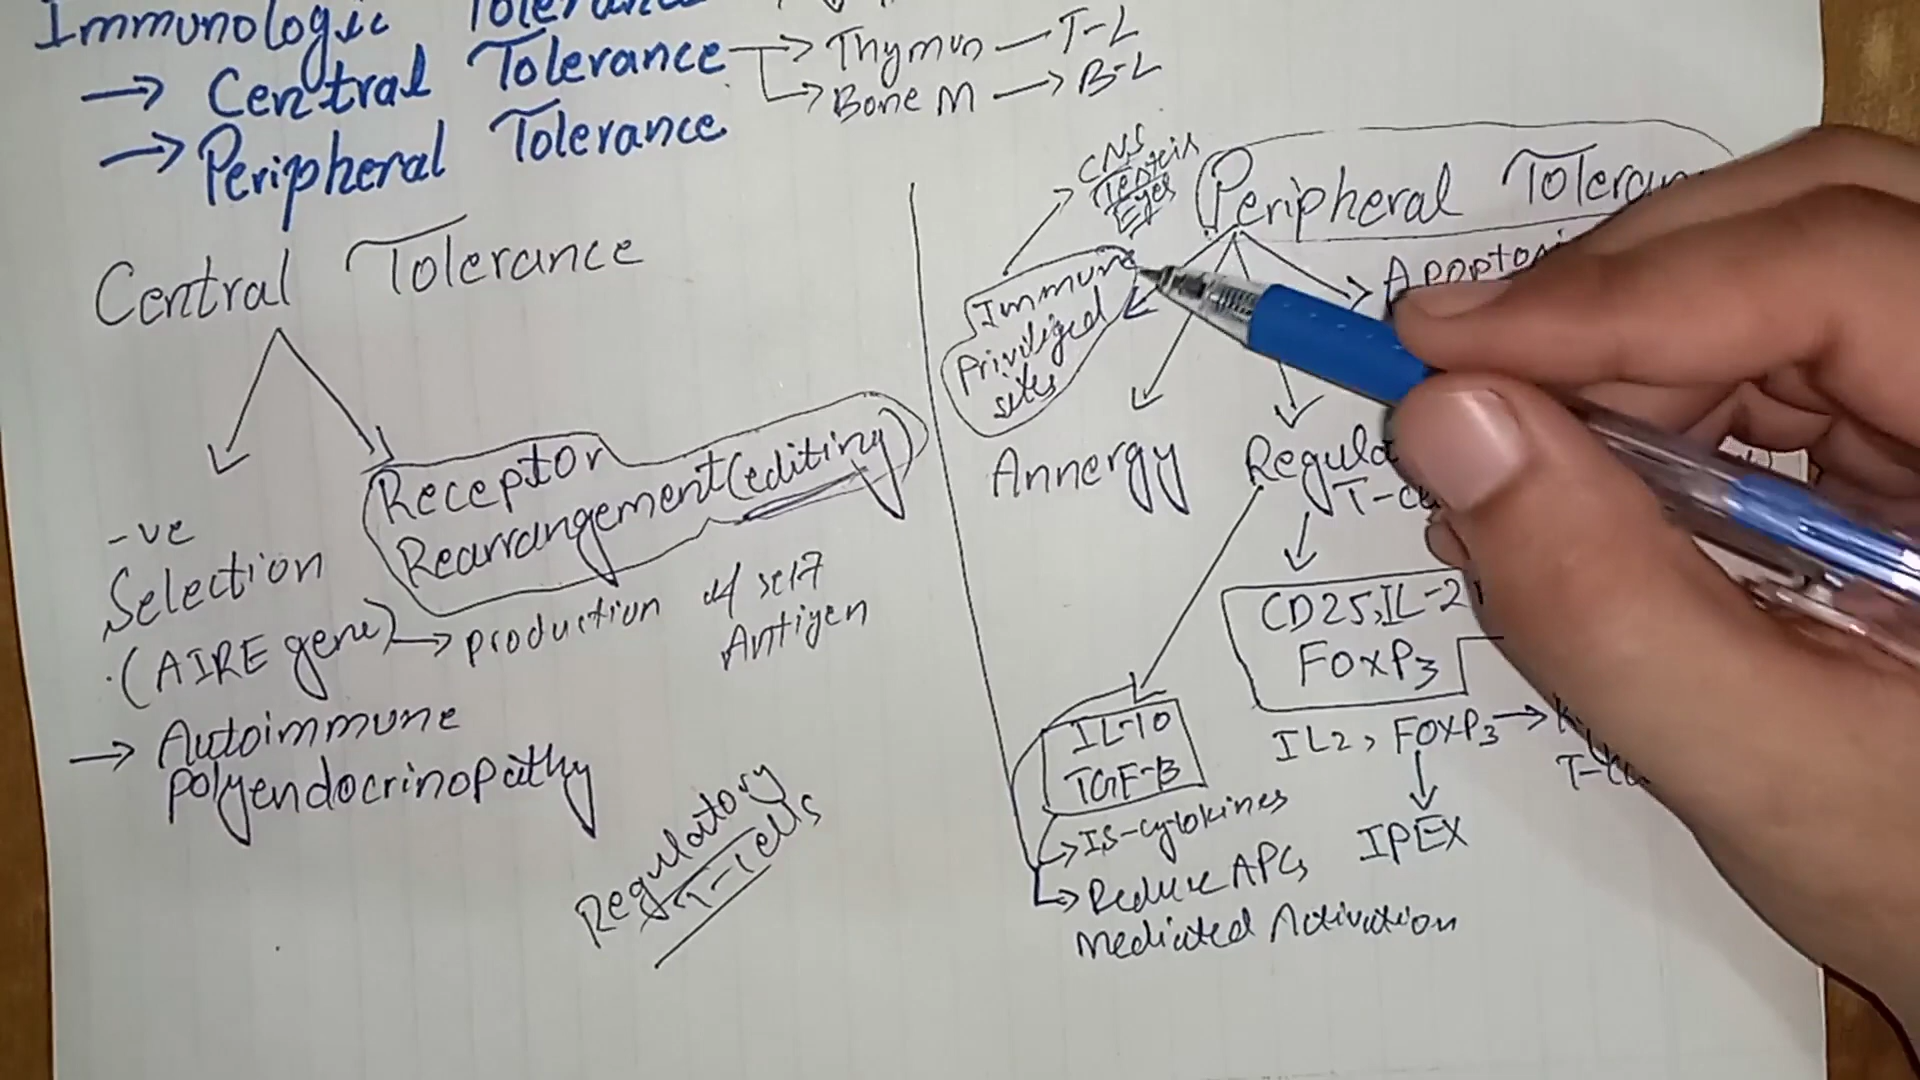 Immunologic Tolerance
→ Central Tolerance → Thymus — T-L
→ Bone M → B-L
→ Peripheral Tolerance
Central Tolerance
-ve
Selection
(AIRE gene) → production of self
Antigen
→ Autoimmune
polyendocrinopathy
Receptor
Rearrangement (editing)
Regulatory
T-Cells
Peripheral
CNS
Testis
Eyes
Immune
Privileged
sites
Annergy
CD25, IL-2
FOXP3
IL2, FOXP3 →
IPEX
IL-10
TGF-B
→ IS-cytokines
→ Reduce APCs
mediated Activation